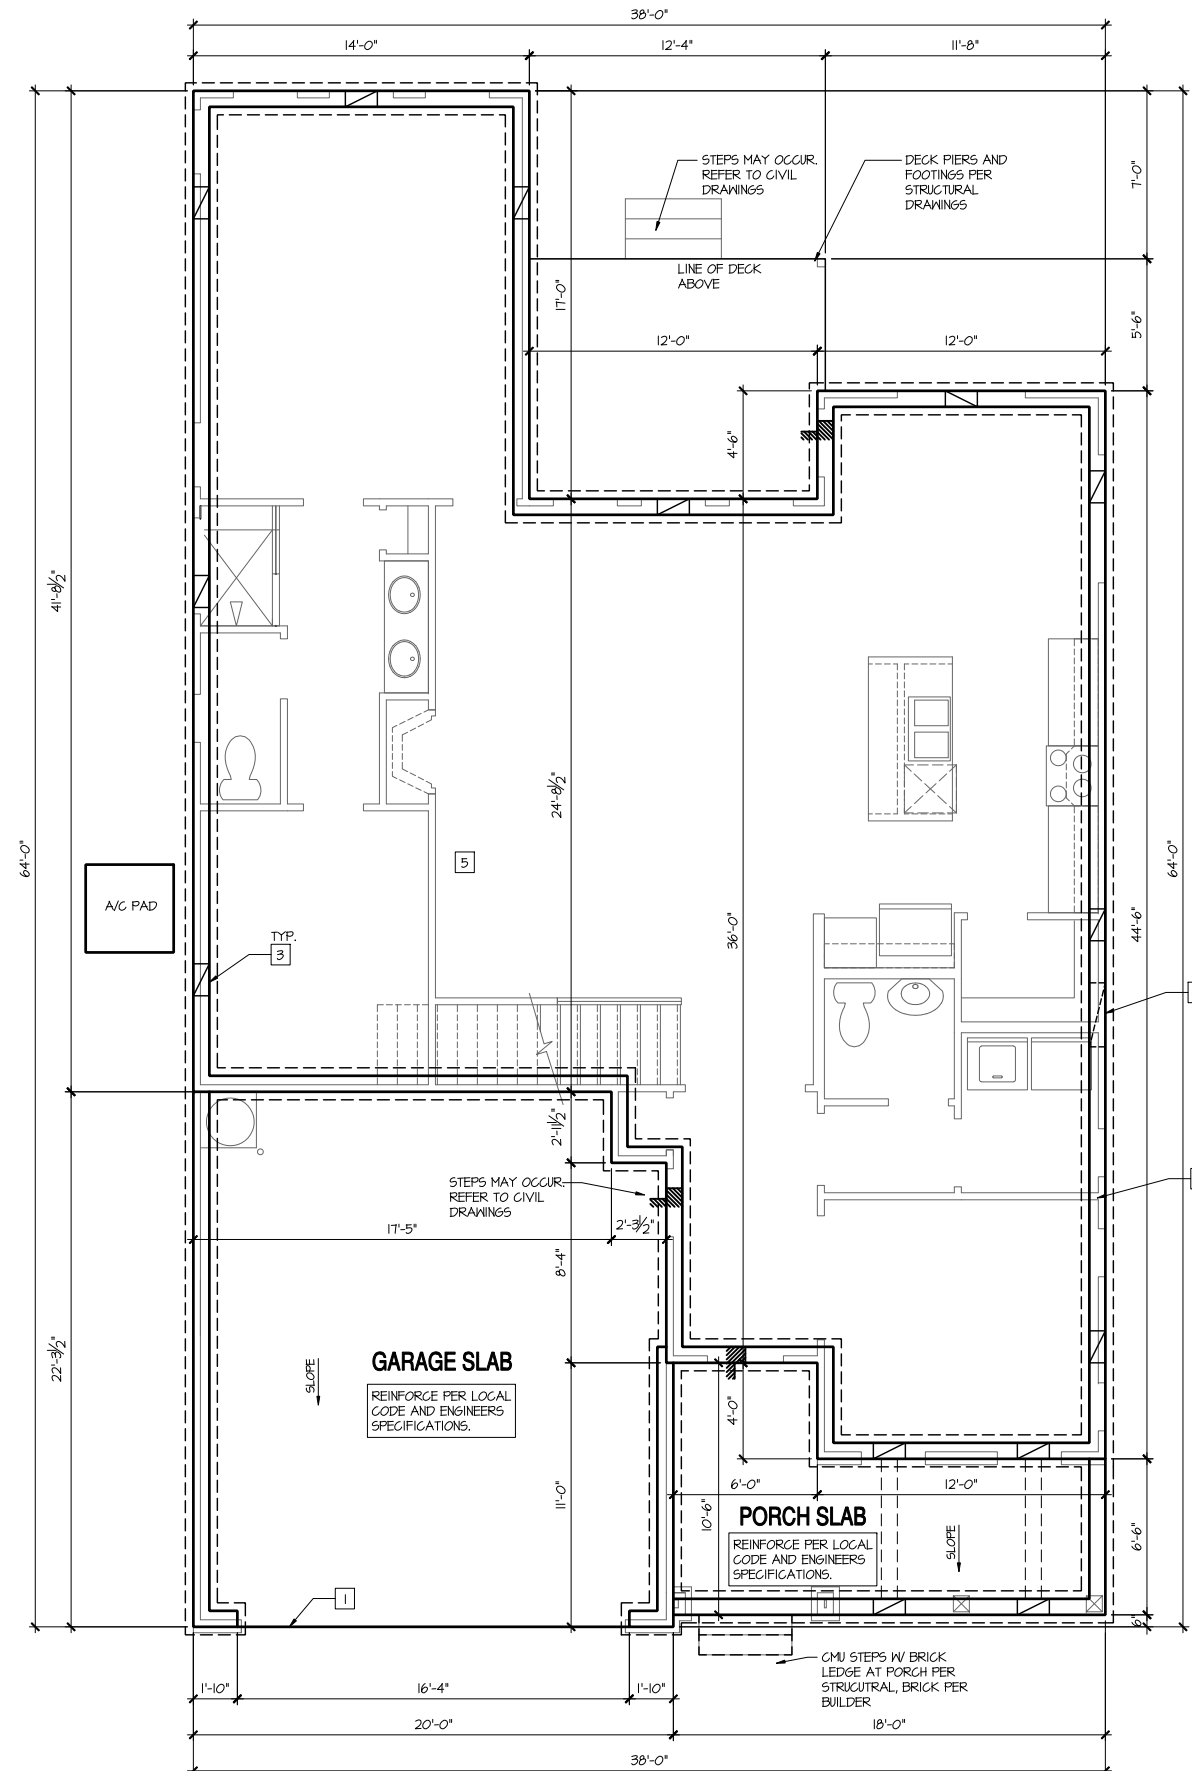 38'-0"
14'-0"
12'-4"
11'-8"
STEPS MAY OCCUR.
REFER TO CIVIL
DRAWINGS
DECK PIERS AND
FOOTINGS PER
STRUCTURAL
DRAWINGS
7'-0"
LINE OF DECK
ABOVE
17'-0"
5'-6"
12'-0"
12'-0"
4'-6"
41'-8½"
24'-8½"
64'-0"
64'-0"
5
A/C PAD
36'-0"
44'-6"
TYP.
3
2'-11½"
STEPS MAY OCCUR.
REFER TO CIVIL
DRAWINGS
17'-5"
2'-3½"
8'-4"
22'-3½"
GARAGE SLAB
SLOPE
REINFORCE PER LOCAL
CODE AND ENGINEERS
SPECIFICATIONS.
4'-0"
11'-0"
6'-0"
12'-0"
10'-6"
PORCH SLAB
REINFORCE PER LOCAL
CODE AND ENGINEERS
SPECIFICATIONS.
SLOPE
6'-6"
1
6"
CMU STEPS W/ BRICK
LEDGE AT PORCH PER
STRUCUTRAL, BRICK PER
BUILDER
1'-10"
16'-4"
1'-10"
20'-0"
18'-0"
38'-0"